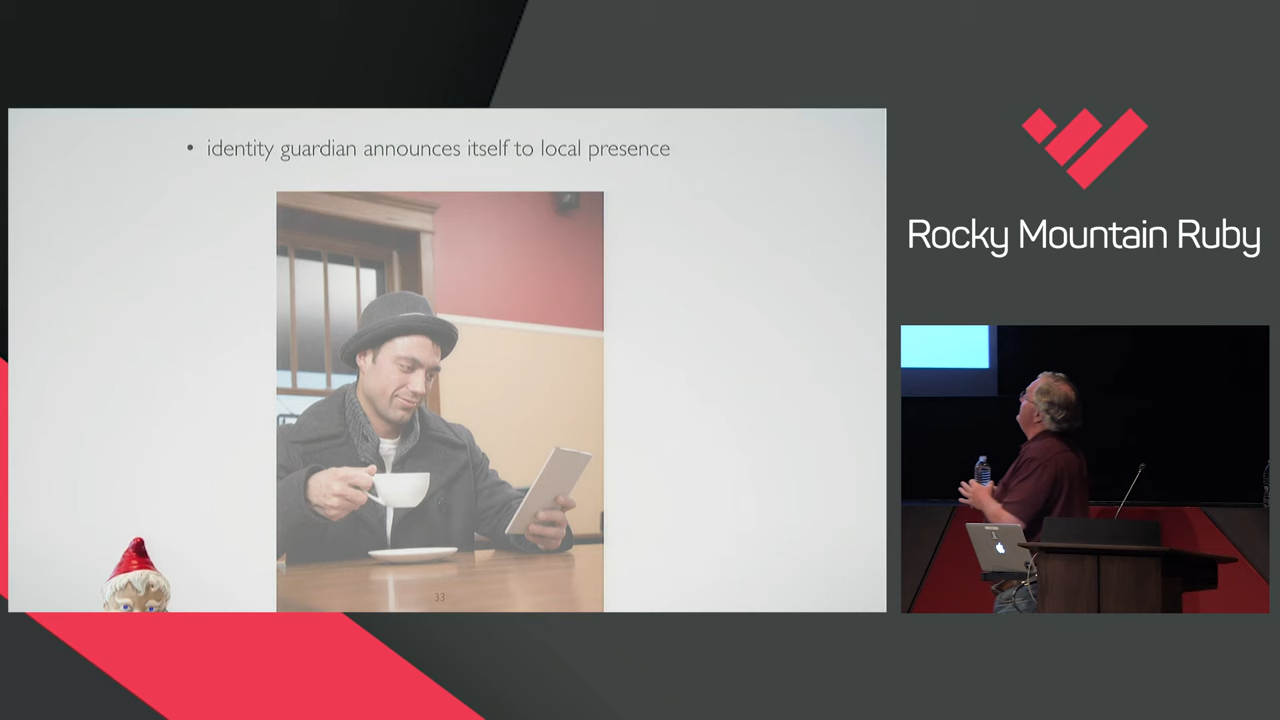 • identity guardian announces itself to local presence
33
Rocky Mountain Ruby